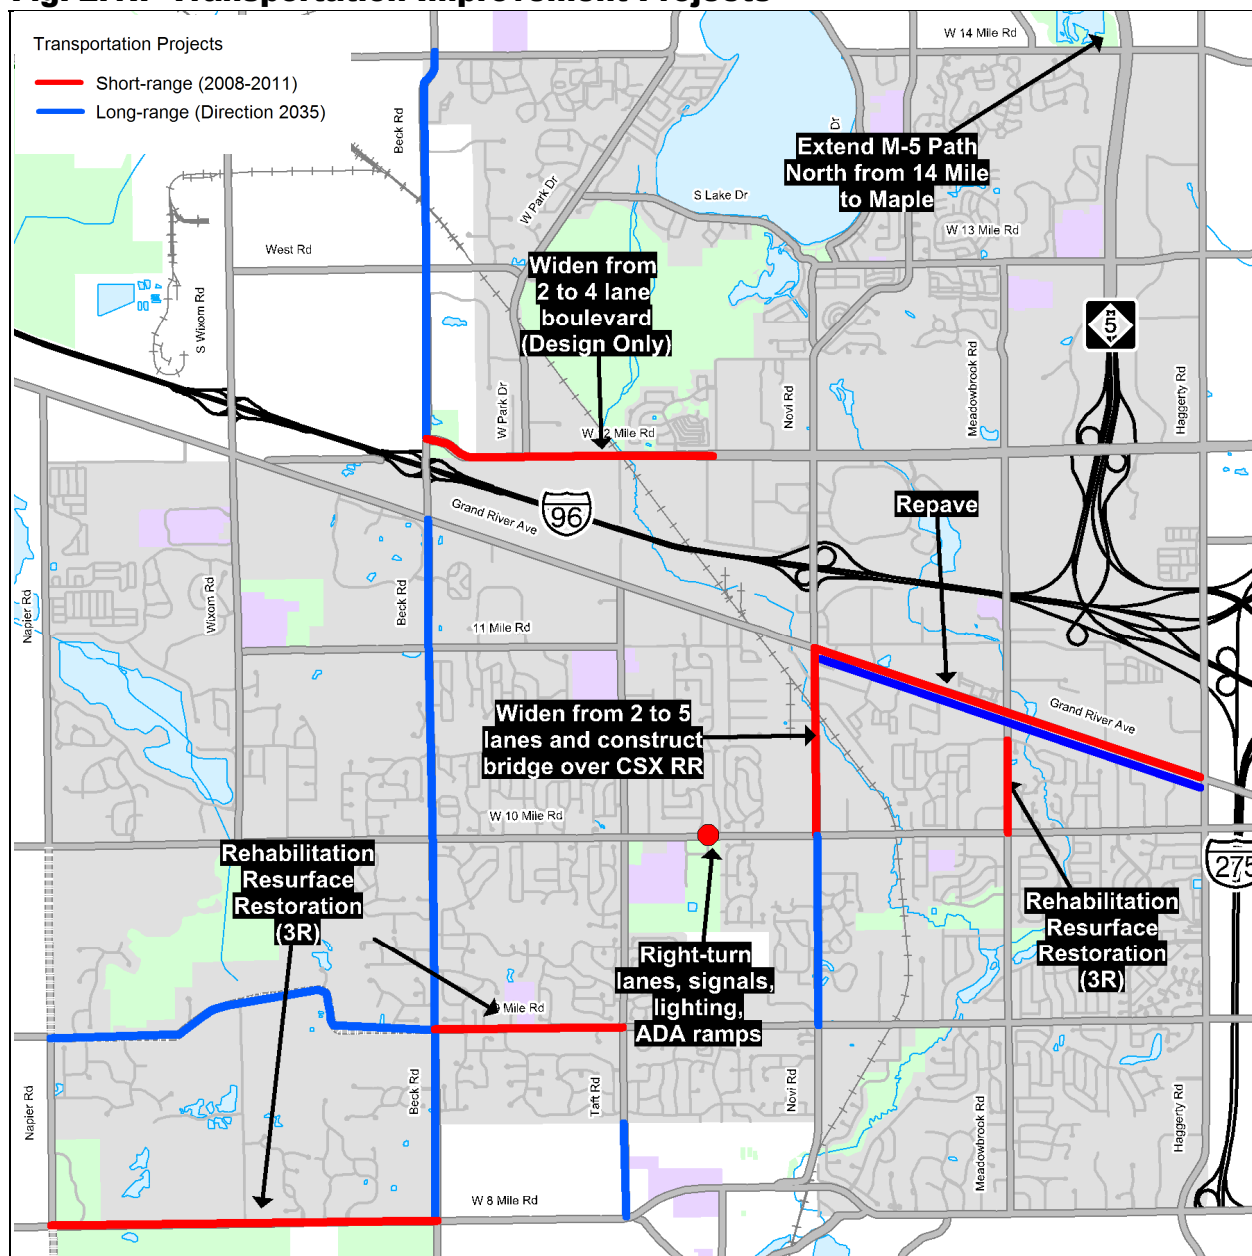 Transportation Projects
Short-range (2008-2011)
Long-range (Direction 2035)
W 14 Mile Rd
Beck Rd
Dr
Extend M-5 Path
North from 14 Mile
to Maple
W Park Dr
S Lake Dr
W 13 Mile Rd
West Rd
Widen from
2 to 4 lane
boulevard
(Design Only)
S Wixom Rd
M
5
W Park Dr
Novi Rd
Meadowbrook Rd
Haggerty Rd
Mile Rd
96
Grand River Ave
Repave
Napier Rd
Wixom Rd
Beck Rd
11 Mile Rd
Widen from 2 to 5
lanes and construct
bridge over CSX RR
Grand River Ave
W 10 Mile Rd
275
Rehabilitation
Resurface
Restoration
(3R)
Rehabilitation
Resurface
Restoration
(3R)
Right-turn
lanes, signals,
lighting,
ADA ramps
Mile Rd
Napier Rd
Beck Rd
Taft Rd
Novi Rd
Meadowbrook Rd
Haggerty Rd
W 8 Mile Rd